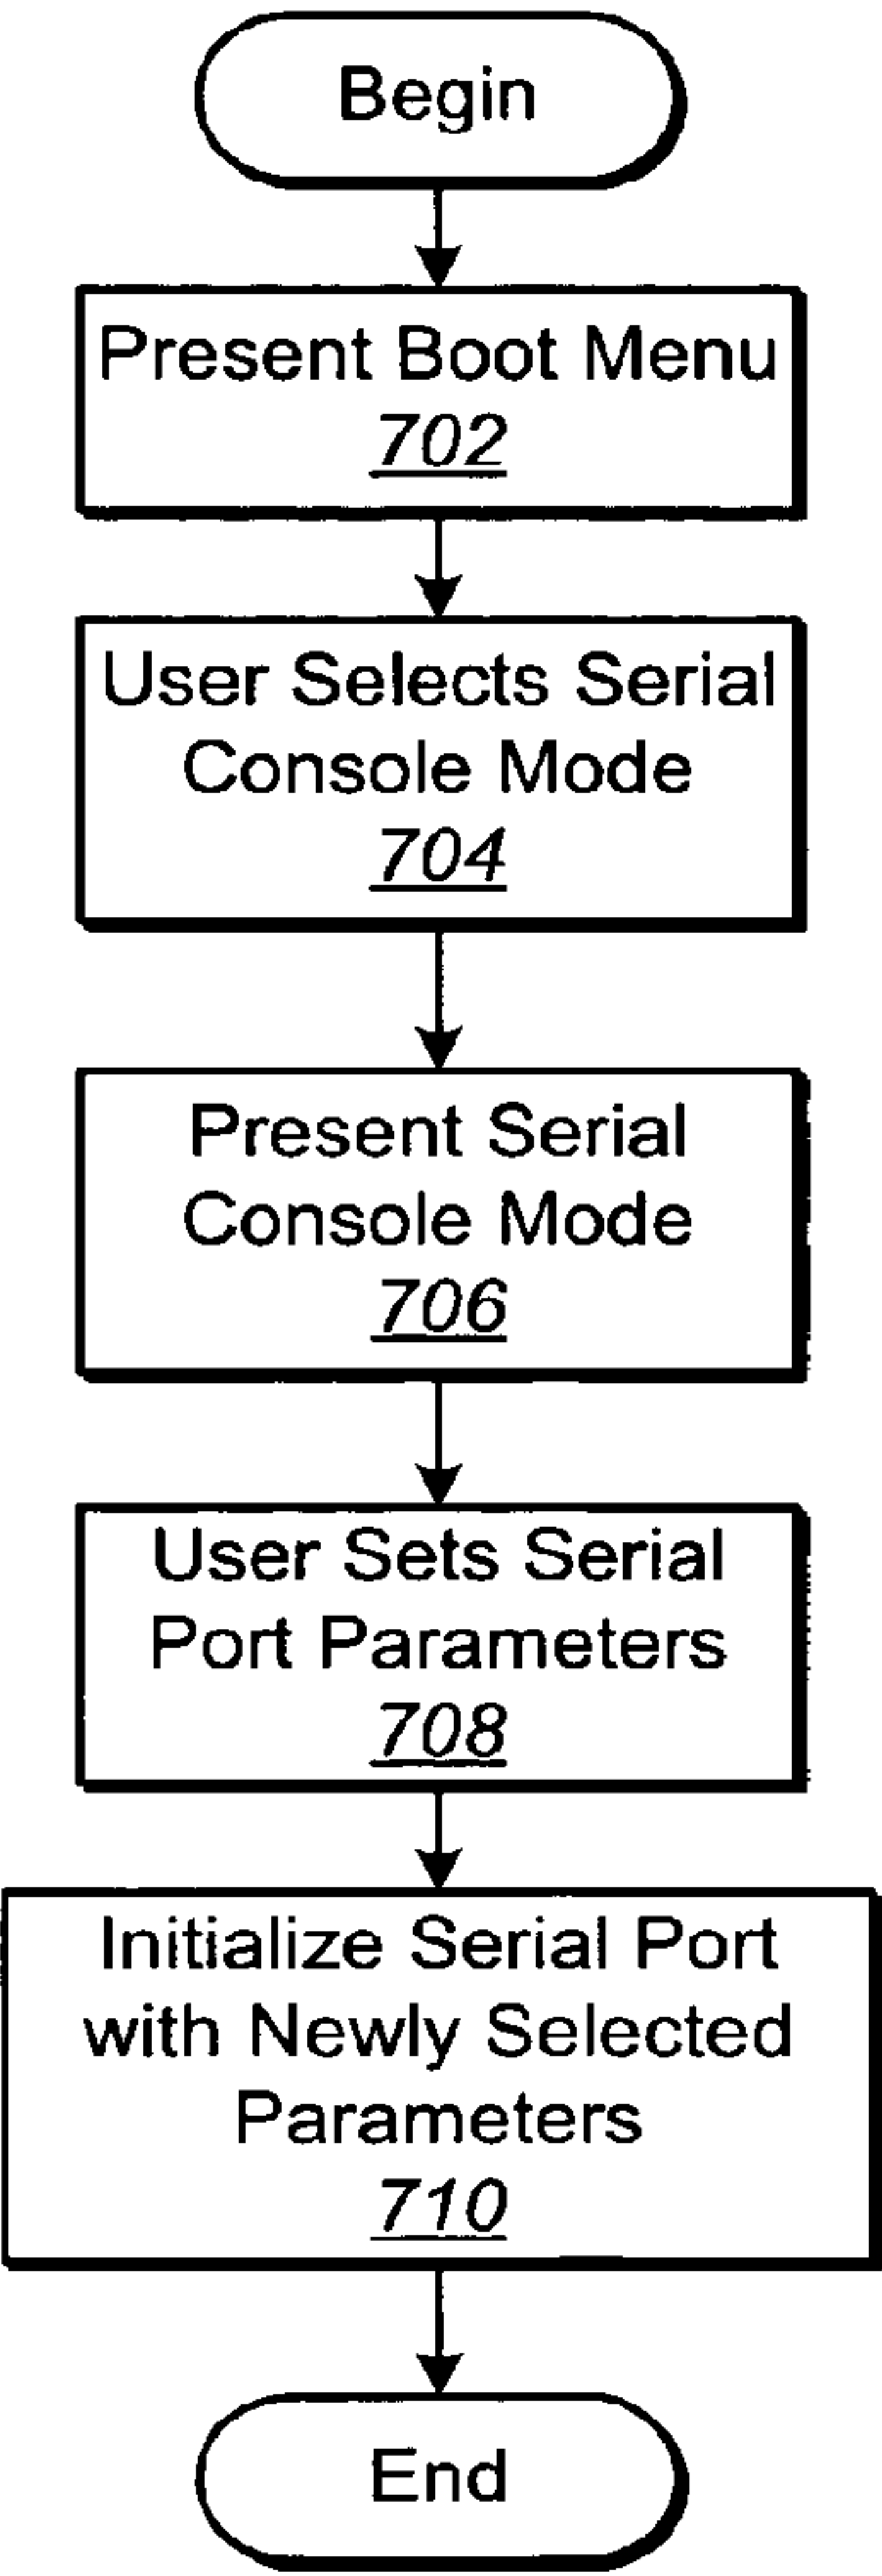 Begin
Present Boot Menu
702
User Selects Serial
Console Mode
704
Present Serial
Console Mode
706
User Sets Serial
Port Parameters
708
Initialize Serial Port
with Newly Selected
Parameters
710
End